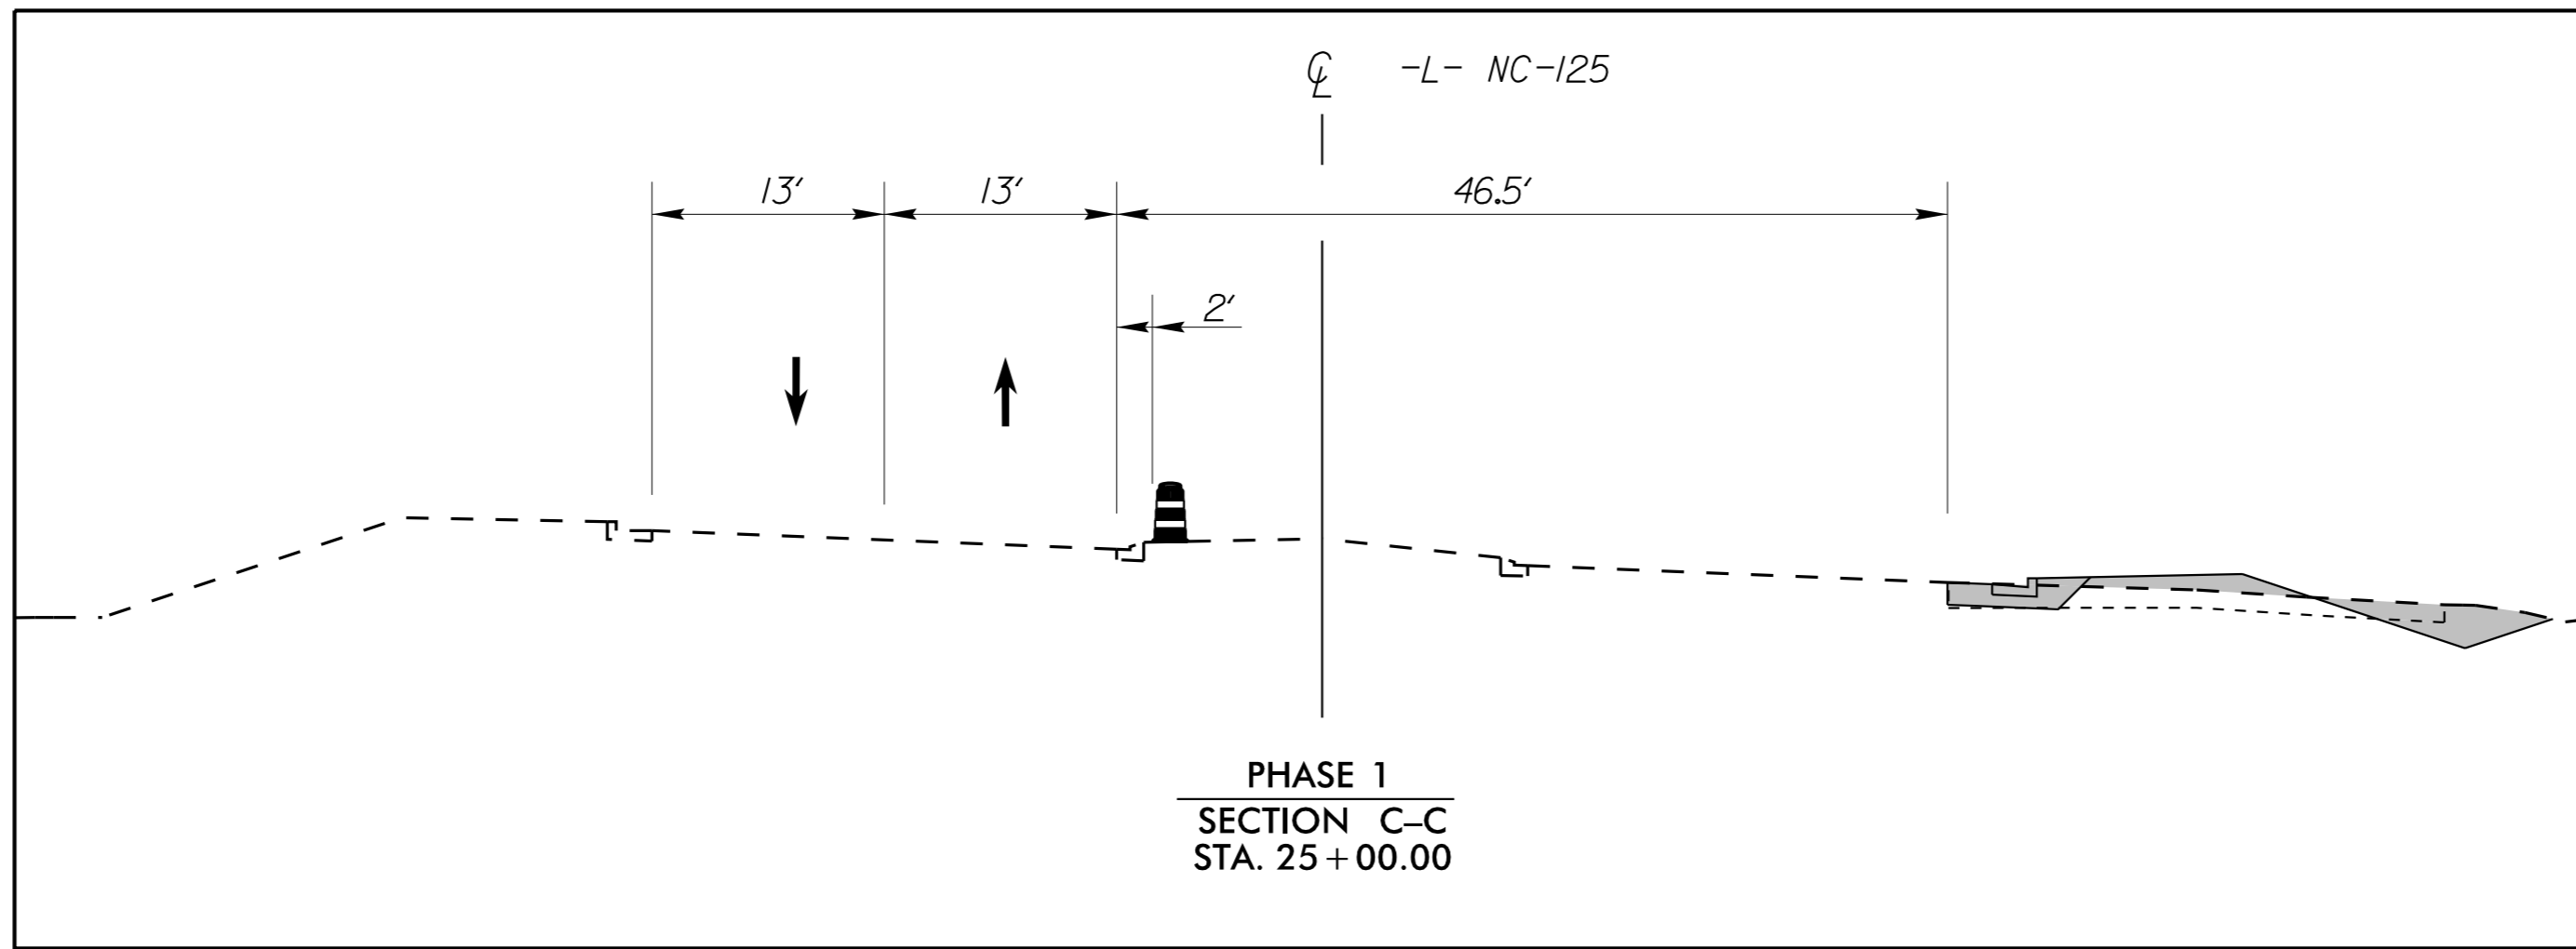 ℄ -L- NC-125
13' 13' 46.5'
2'
PHASE 1
SECTION C–C
STA. 25+00.00